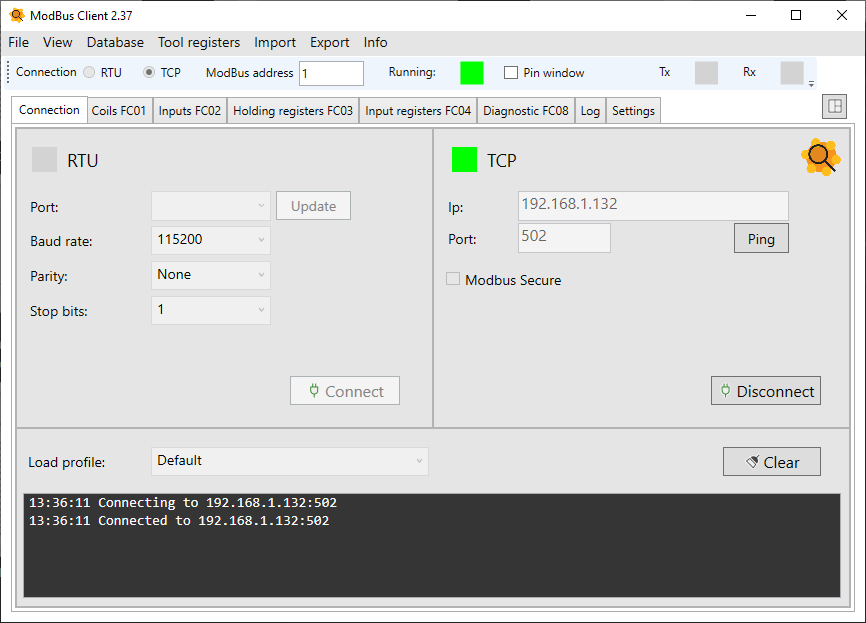 ModBus Client 2.37
File View Database Tool registers Import Export Info
Connection RTU TCP ModBus address 1 Running: Pin window Tx Rx
Connection Coils FC01 Inputs FC02 Holding registers FC03 Input registers FC04 Diagnostic FC08 Log Settings
RTU
Port: Update
Baud rate: 115200
Parity: None
Stop bits: 1
Connect
TCP
Ip: 192.168.1.132
Port: 502 Ping
Modbus Secure
Disconnect
Load profile: Default Clear
13:36:11 Connecting to 192.168.1.132:502
13:36:11 Connected to 192.168.1.132:502